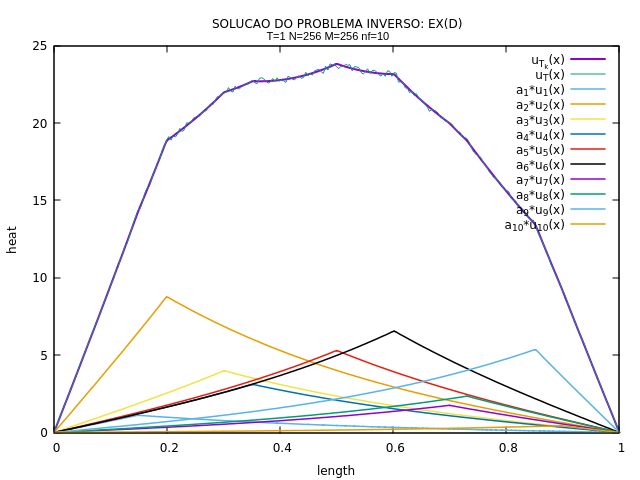 SOLUCAO DO PROBLEMA INVERSO: EX(D)
T=1 N=256 M=256 nf=10
25
20
15
10
5
0
heat
u_{T_k}(x)
u_T(x)
a_1*u_1(x)
a_2*u_2(x)
a_3*u_3(x)
a_4*u_4(x)
a_5*u_5(x)
a_6*u_6(x)
a_7*u_7(x)
a_8*u_8(x)
a_9*u_9(x)
a_{10}*u_{10}(x)
0 0.2 0.4 0.6 0.8 1
length